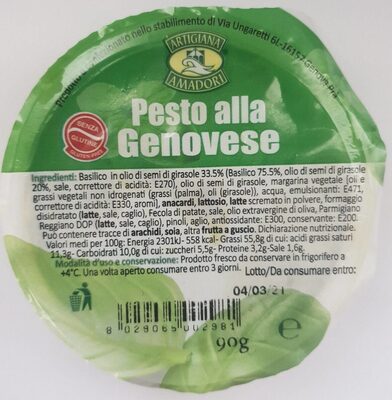 nello stabilimento di Via Ungaretti 6L-16157
ARTIGIANA
AMADORI
SENZA
GLUTINE
Pesto alla
Genovese
Ingredienti: Basilico in olio di semi di girasole 33.5% (Basilico 75.5%, olio di semi di girasole
20%, sale, correttore di acidità: E270), olio di semi di girasole, margarina vegetale [oli e
grassi vegetali non idrogenati (grassi (palma), oli (girasole)), acqua, emulsionanti: E471,
correttore di acidità: E330, aromi], anacardi, lattosio, latte scremato in polvere, formaggio
disidratato (latte, sale, caglio), Fecola di patate, sale, olio extravergine di oliva, Parmigiano
Reggiano DOP (latte, sale, caglio), pinoli, aglio, antiossidante: E300, conservante: E200.
Può contenere tracce di arachidi, soia, altra frutta a guscio. Dichiarazione nutrizionale.
Valori medi per 100g: Energia 2301kJ - 558 kcal- Grassi 55,8g di cui: acidi grassi saturi
11,3g- Carboidrati 10,0g di cui: zuccheri 5,5g- Proteine 3,2g-Sale 1,6g.
Modalità d'uso e conservazione: Prodotto fresco da conservare in frigorifero a
+4°C. Una volta aperto consumare entro 3 giorni. Lotto/Da consumare entro:
04/03/21
8 029065 002981
90g e